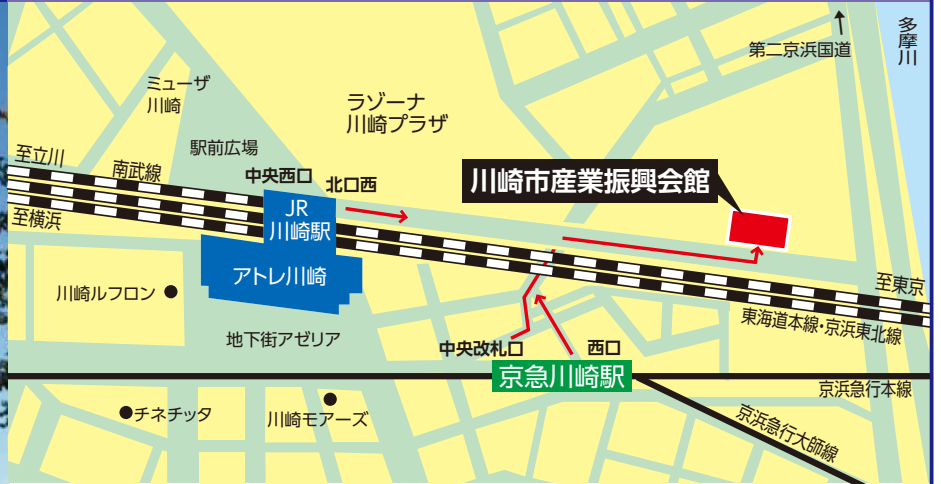 多摩川
第二京浜国道
ミューザ
川崎
ラゾーナ
川崎プラザ
駅前広場
至立川
南武線
中央西口
北口西
川崎市産業振興会館
至横浜
JR
川崎駅
アトレ川崎
川崎ルフロン
至東京
東海道本線・京浜東北線
地下街アゼリア
中央改札口
西口
京急川崎駅
京浜急行本線
チネチッタ
川崎モアーズ
京浜急行大師線